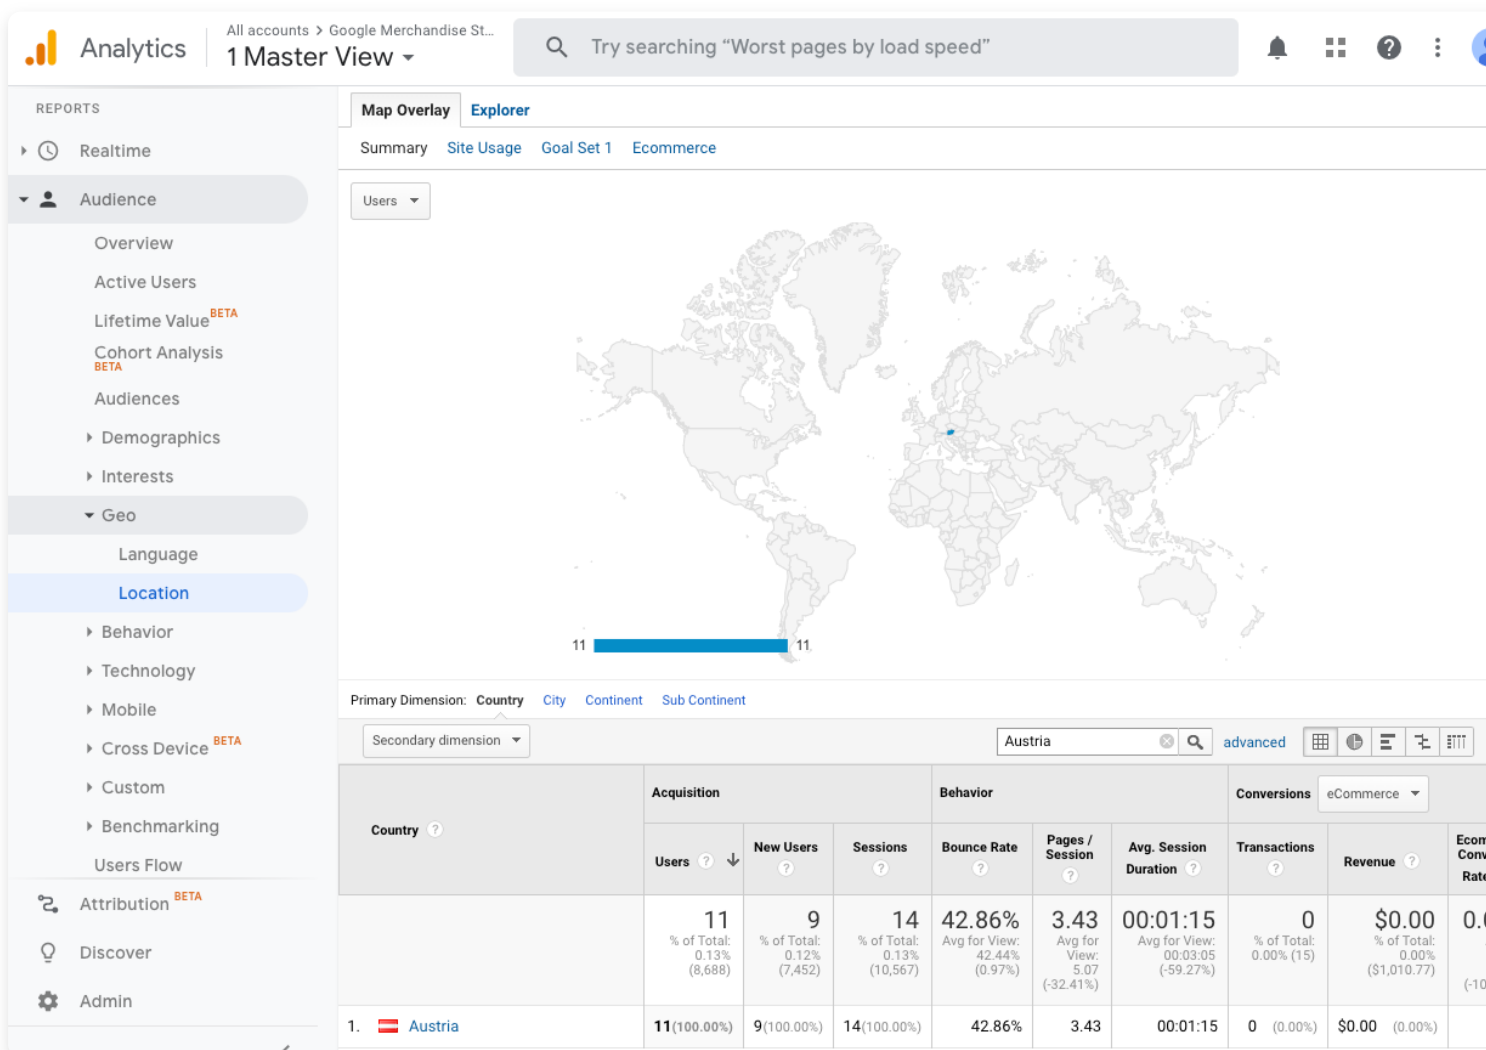 Analytics
All accounts > Google Merchandise St...
1 Master View
Try searching “Worst pages by load speed”
REPORTS
Realtime
Audience
Overview
Active Users
Lifetime Value BETA
Cohort Analysis
BETA
Audiences
Demographics
Interests
Geo
Language
Location
Behavior
Technology
Mobile
Cross Device BETA
Custom
Benchmarking
Users Flow
Attribution BETA
Discover
Admin
Map Overlay Explorer
Summary Site Usage Goal Set 1 Ecommerce
Users
11 11
Primary Dimension: Country City Continent Sub Continent
Secondary dimension
Austria
advanced
Country ?
Acquisition
Behavior
Conversions eCommerce
Users ?
New Users ?
Sessions ?
Bounce Rate ?
Pages /
Session
?
Avg. Session
Duration ?
Transactions ?
Revenue ?
Ecom
Conv
Rate
11
% of Total:
0.13%
(8,688)
9
% of Total:
0.12%
(7,452)
14
% of Total:
0.13%
(10,567)
42.86%
Avg for View:
42.44%
(0.97%)
3.43
Avg for
View:
5.07
(-32.41%)
00:01:15
Avg for View:
00:03:05
(-59.27%)
0
% of Total:
0.00% (15)
$0.00
% of Total:
0.00%
($1,010.77)
0.0
(-10
1. Austria 11(100.00%) 9(100.00%) 14(100.00%) 42.86% 3.43 00:01:15 0 (0.00%) $0.00 (0.00%)